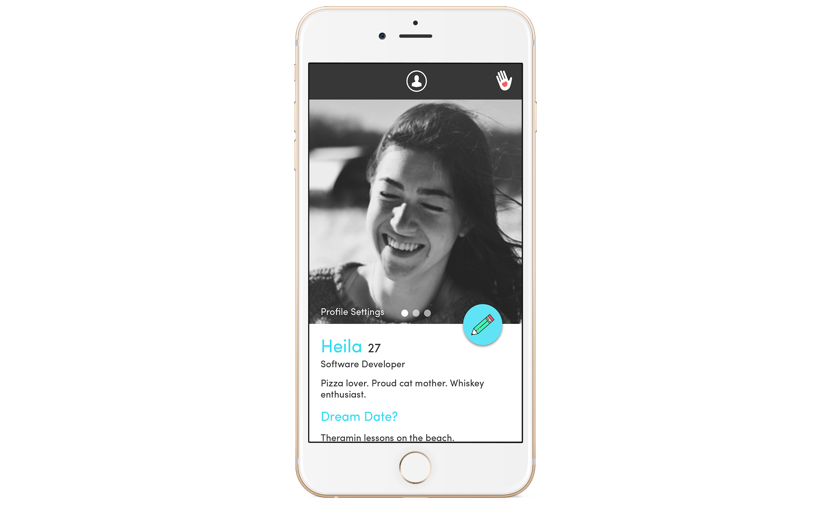 Profile Settings
Heila 27
Software Developer
Pizza lover. Proud cat mother. Whiskey
enthusiast.
Dream Date?
Theramin lessons on the beach.